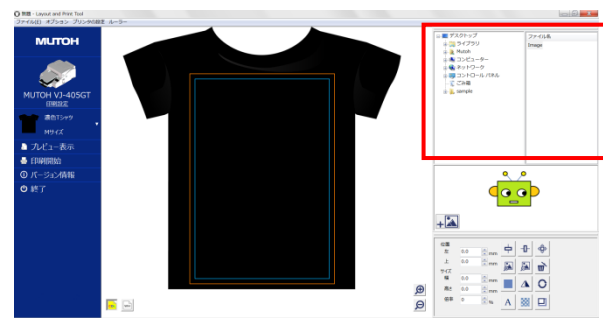 無題 - Layout and Print Tool
ファイル(F) オプション プリンタの設定 ルーラー
MUTOH
MUTOH VJ-405GT
印刷設定
濃色Tシャツ
Mサイズ
プレビュー表示
印刷開始
バージョン情報
終了
デスクトップ
ライブラリ
Mutoh
コンピューター
ネットワーク
コントロール パネル
ごみ箱
sample
ファイル名
Image
位置
左 0.0 mm
上 0.0 mm
サイズ
幅 0.0 mm
高さ 0.0 mm
倍率 0 %
A